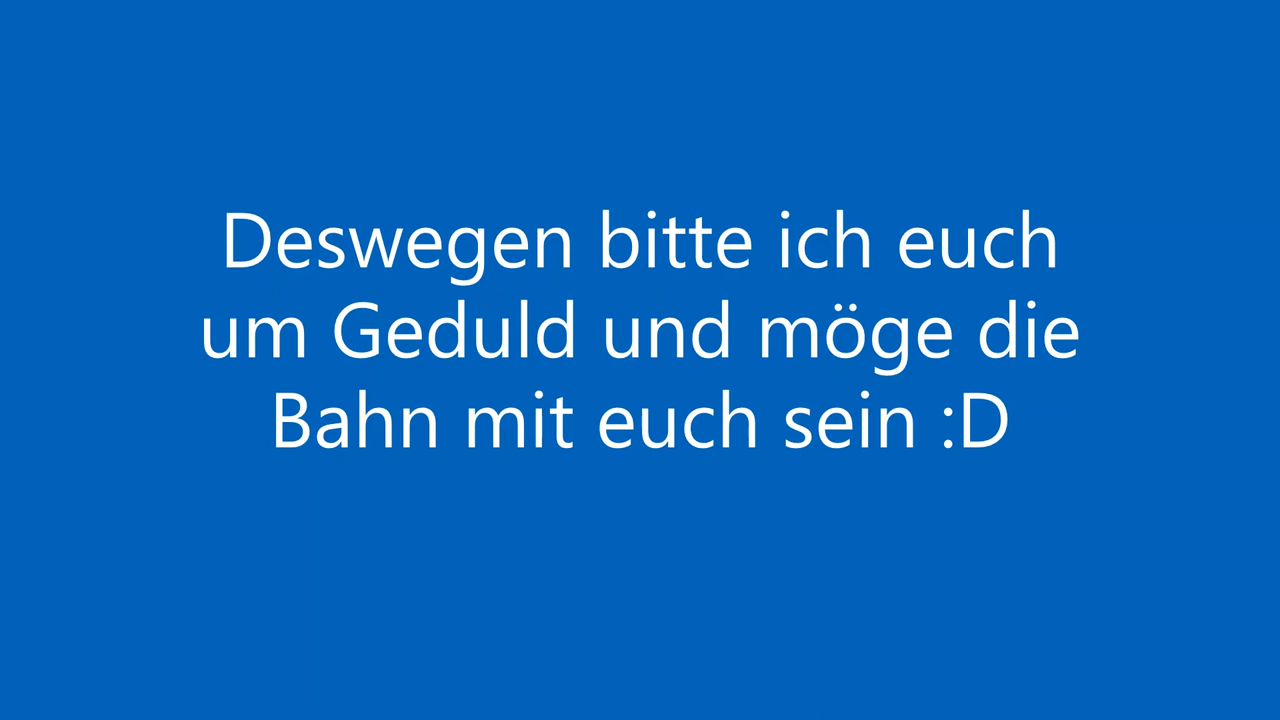 Deswegen bitte ich euch
um Geduld und möge die
Bahn mit euch sein :D